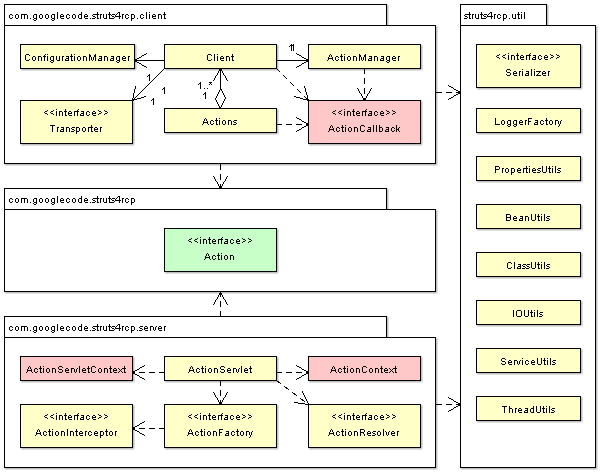 com.googlecode.struts4rcp.client
ConfigurationManager
Client
ActionManager
1
1
1
1
1
1..*
1
<<interface>>
Transporter
Actions
<<interface>>
ActionCallback
com.googlecode.struts4rcp
<<interface>>
Action
com.googlecode.struts4rcp.server
ActionServletContext
ActionServlet
ActionContext
<<interface>>
ActionInterceptor
<<interface>>
ActionFactory
<<interface>>
ActionResolver
struts4rcp.util
<<interface>>
Serializer
LoggerFactory
PropertiesUtils
BeanUtils
ClassUtils
IOUtils
ServiceUtils
ThreadUtils